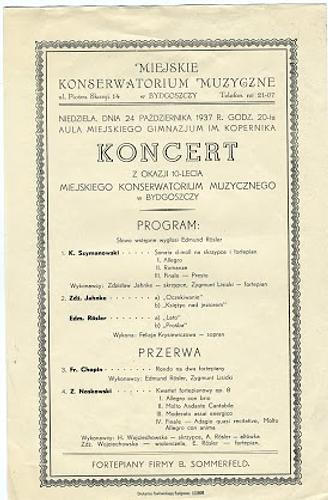 MIEJSKIE
KONSERWATORIUM MUZYCZNE
ul. Piotra Skargi 14 w BYDGOSZCZY Telefon nr 21-07
NIEDZIELA, DNIA 24 PAŹDZIERNIKA 1937 R. GODZ. 20-ta
AULA MIEJSKIEGO GIMNAZJUM IM. KOPERNIKA
KONCERT
Z OKAZJI 10-LECIA
MIEJSKIEGO KONSERWATORIUM MUZYCZNEGO
w BYDGOSZCZY
PROGRAM:
Słowo wstępne wygłosi Edmund Rösler
1. K. Szymanowski Sonata d-moll na skrzypce i fortepian
I. Allegro
II. Romanze
III. Finale — Presto
Wykonawcy: Zdzisław Jahnke — skrzypce, Zygmunt Lisicki — fortepian
2. Zdz. Jahnke a) „Oczekiwanie"
b) „Księżyc nad jeziorem"
Edm. Rösler a) „Lato"
b) „Prośba"
Wykona: Felicja Krysiewiczowa — sopran
PRZERWA
3. Fr. Chopin Rondo na dwa fortepiany
Wykonawcy: Edmund Rösler, Zygmunt Lisicki
4. Z. Noskowski Kwartet fortepianowy op. 8
I. Allegro con brio
II. Molto Andante Cantabile
III. Moderato assai energico
IV. Finale — Adagio quasi recitativo, Molto
Allegro con anima
Wykonawcy: H. Wojciechowska — skrzypce, A. Rösler — altówka
Zdz. Wojciechowska — wiolonczela, E. Rösler — fortep.
FORTEPIANY FIRMY B. SOMMERFELD.